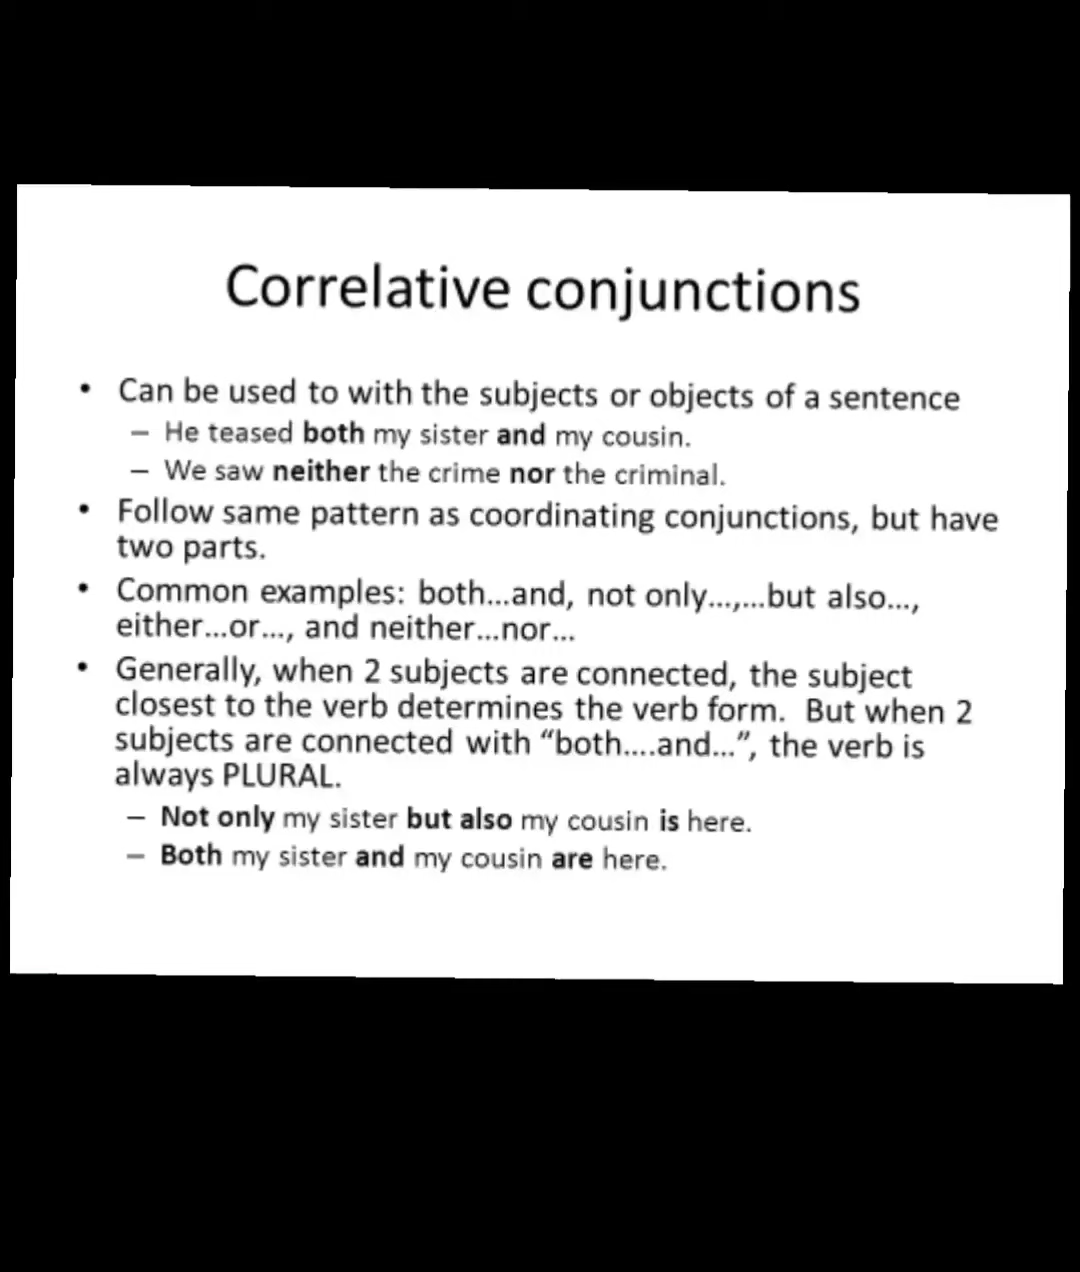 Correlative conjunctions
• Can be used to with the subjects or objects of a sentence
– He teased both my sister and my cousin.
– We saw neither the crime nor the criminal.
• Follow same pattern as coordinating conjunctions, but have
two parts.
• Common examples: both...and, not only...,...but also...,
either...or..., and neither...nor...
• Generally, when 2 subjects are connected, the subject
closest to the verb determines the verb form.  But when 2
subjects are connected with “both....and...”, the verb is
always PLURAL.
– Not only my sister but also my cousin is here.
– Both my sister and my cousin are here.